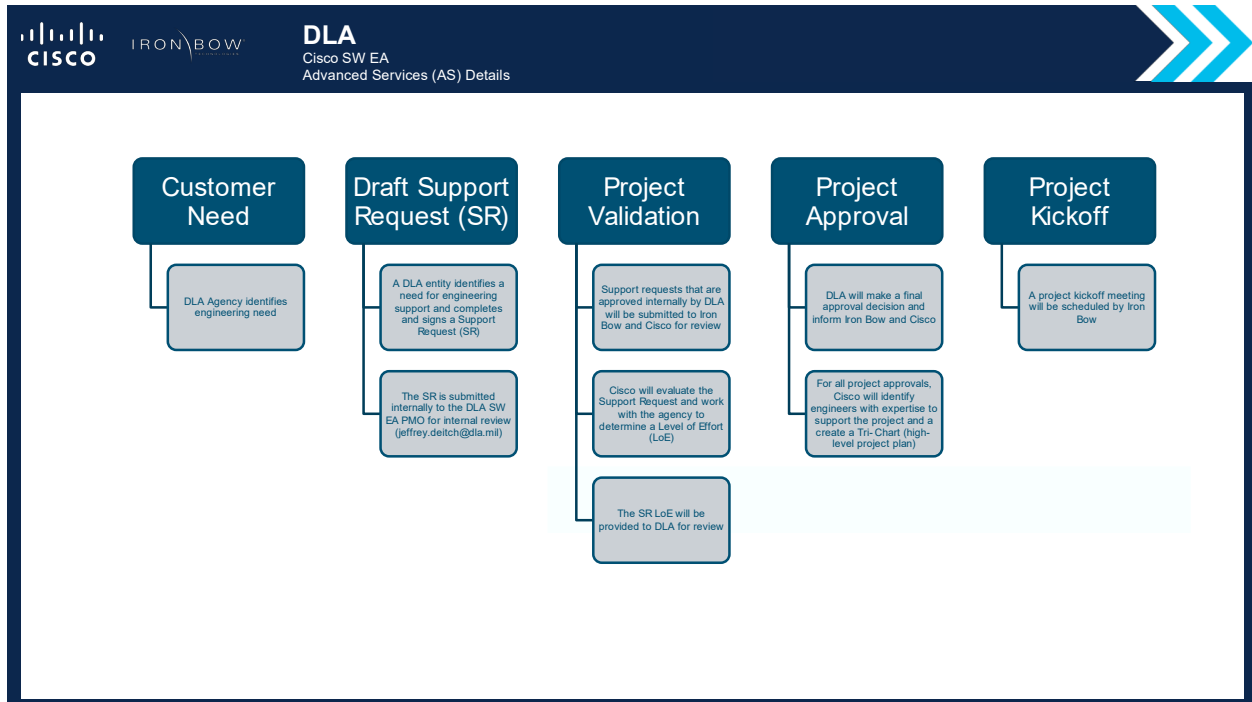 CISCO
IRON BOW
TECHNOLOGIES
DLA
Cisco SW EA
Advanced Services (AS) Details
Customer
Need
DLA Agency identifies
engineering need
Draft Support
Request (SR)
A DLA entity identifies a
need for engineering
support and completes
and signs a Support
Request (SR)
The SR is submitted
internally to the DLA SW
EA PMO for internal review
(jeffrey.deitch@dla.mil)
Project
Validation
Support requests that are
approved internally by DLA
will be submitted to Iron
Bow and Cisco for review
Cisco will evaluate the
Support Request and work
with the agency to
determine a Level of Effort
(LoE)
The SR LoE will be
provided to DLA for review
Project
Approval
DLA will make a final
approval decision and
inform Iron Bow and Cisco
For all project approvals,
Cisco will identify
engineers with expertise to
support the project and a
create a Tri-Chart (high-
level project plan)
Project
Kickoff
A project kickoff meeting
will be scheduled by Iron
Bow